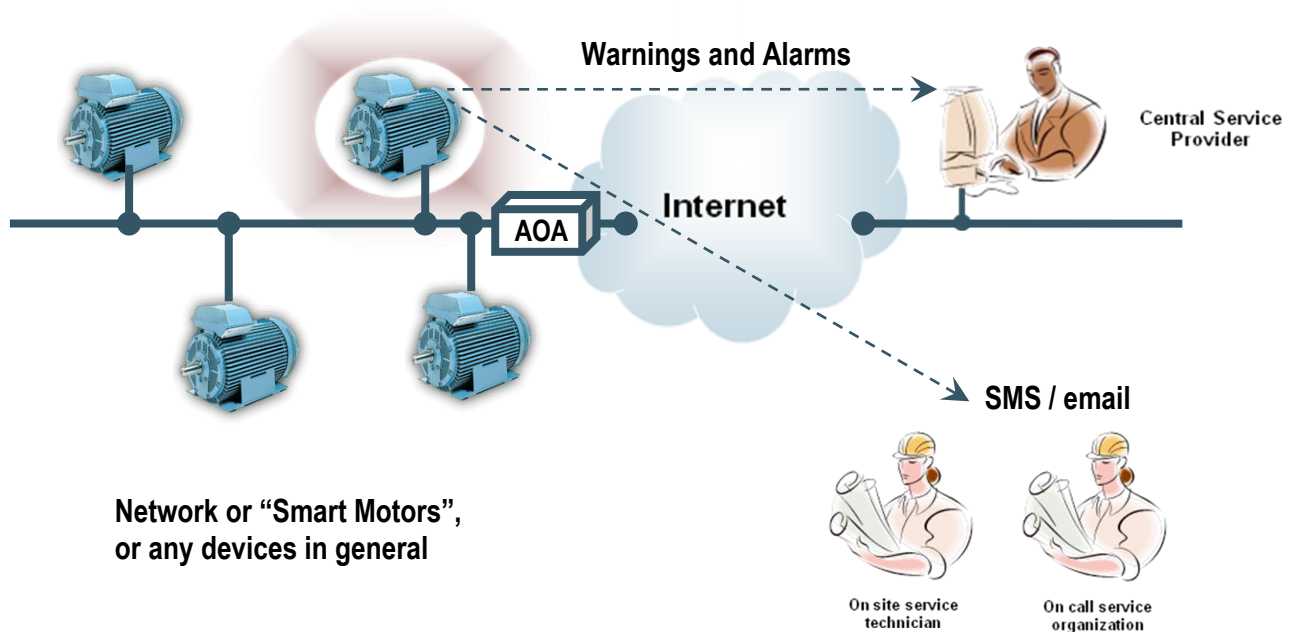 Warnings and Alarms
Central Service
Provider
Internet
AOA
SMS / email
Network or “Smart Motors”,
or any devices in general
On site service
technician
On call service
organization